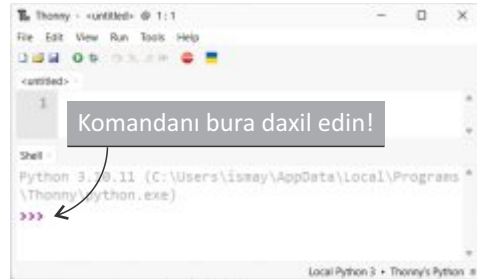 Thonny - <untitled> @ 1:1
File Edit View Run Tools Help
<untitled>
1
Komandanı bura daxil edin!
Shell
Python 3.10.11 (C:\Users\ismay\AppData\Local\Programs
\Thonny\python.exe)
>>>
Local Python 3 • Thonny's Python